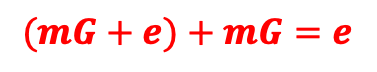 (mG + e) + mG = e